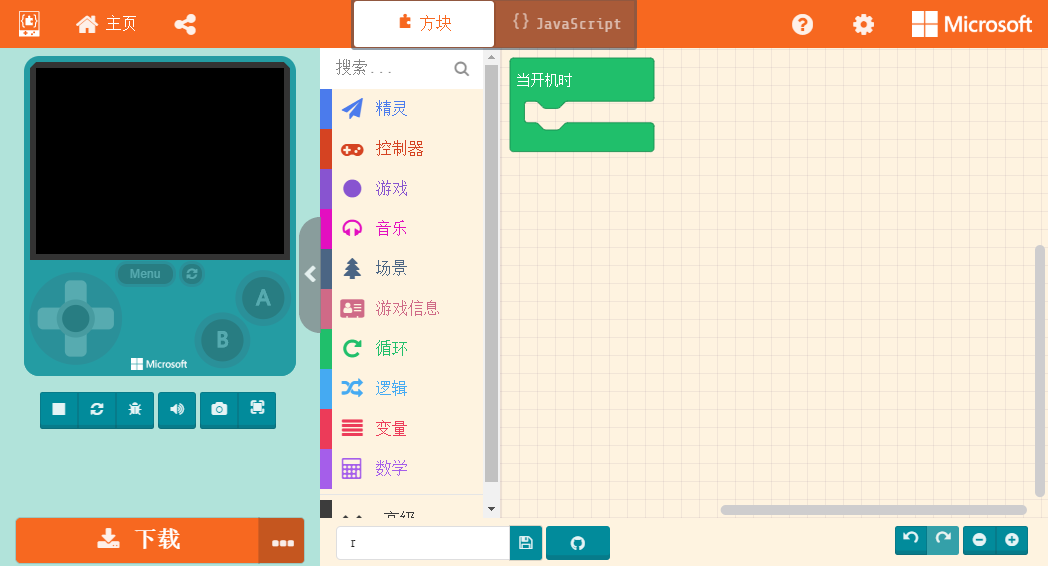 主页
方块
{} JavaScript
Microsoft
搜索...
精灵
控制器
游戏
音乐
场景
游戏信息
循环
逻辑
变量
数学
高级
当开机时
Menu
A
B
Microsoft
下载